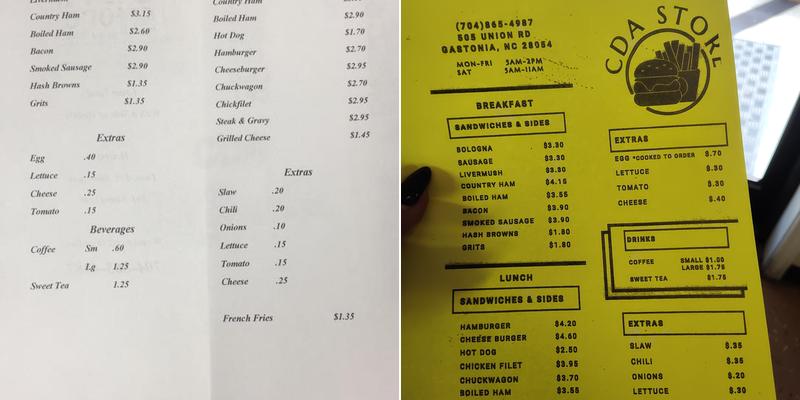 Country Ham $3.15
Boiled Ham $2.60
Bacon $2.90
Smoked Sausage $2.90
Hash Browns $1.35
Grits $1.35
Extras
Egg .40
Lettuce .15
Cheese .25
Tomato .15
Beverages
Coffee Sm .60
Lg 1.25
Sweet Tea 1.25
Country Ham
Boiled Ham $2.90
Hot Dog $1.70
Hamburger $2.70
Cheeseburger $2.95
Chuckwagon $2.70
Chickfilet $2.95
Steak & Gravy $2.95
Grilled Cheese $1.45
Extras
Slaw .20
Chili .20
Onions .10
Lettuce .15
Tomato .15
Cheese .25
French Fries $1.35
(704)865-4987
505 UNION RD
GASTONIA, NC 28054
MON-FRI 5AM-2PM
SAT 5AM-11AM
CDA STORE
BREAKFAST
SANDWICHES & SIDES
BOLOGNA $3.30
SAUSAGE $3.30
LIVERMUSH $3.30
COUNTRY HAM $4.15
BOILED HAM $3.55
BACON $3.90
SMOKED SAUSAGE $3.90
HASH BROWNS $1.80
GRITS $1.80
LUNCH
SANDWICHES & SIDES
HAMBURGER $4.20
CHEESE BURGER $4.60
HOT DOG $2.50
CHICKEN FILET $3.95
CHUCKWAGON $3.70
BOILED HAM $3.55
EXTRAS
EGG *COOKED TO ORDER $.70
LETTUCE $.30
TOMATO $.30
CHEESE $.40
DRINKS
COFFEE SMALL $1.00
LARGE $1.75
SWEET TEA $1.75
EXTRAS
SLAW $.35
CHILI $.35
ONIONS $.20
LETTUCE $.30